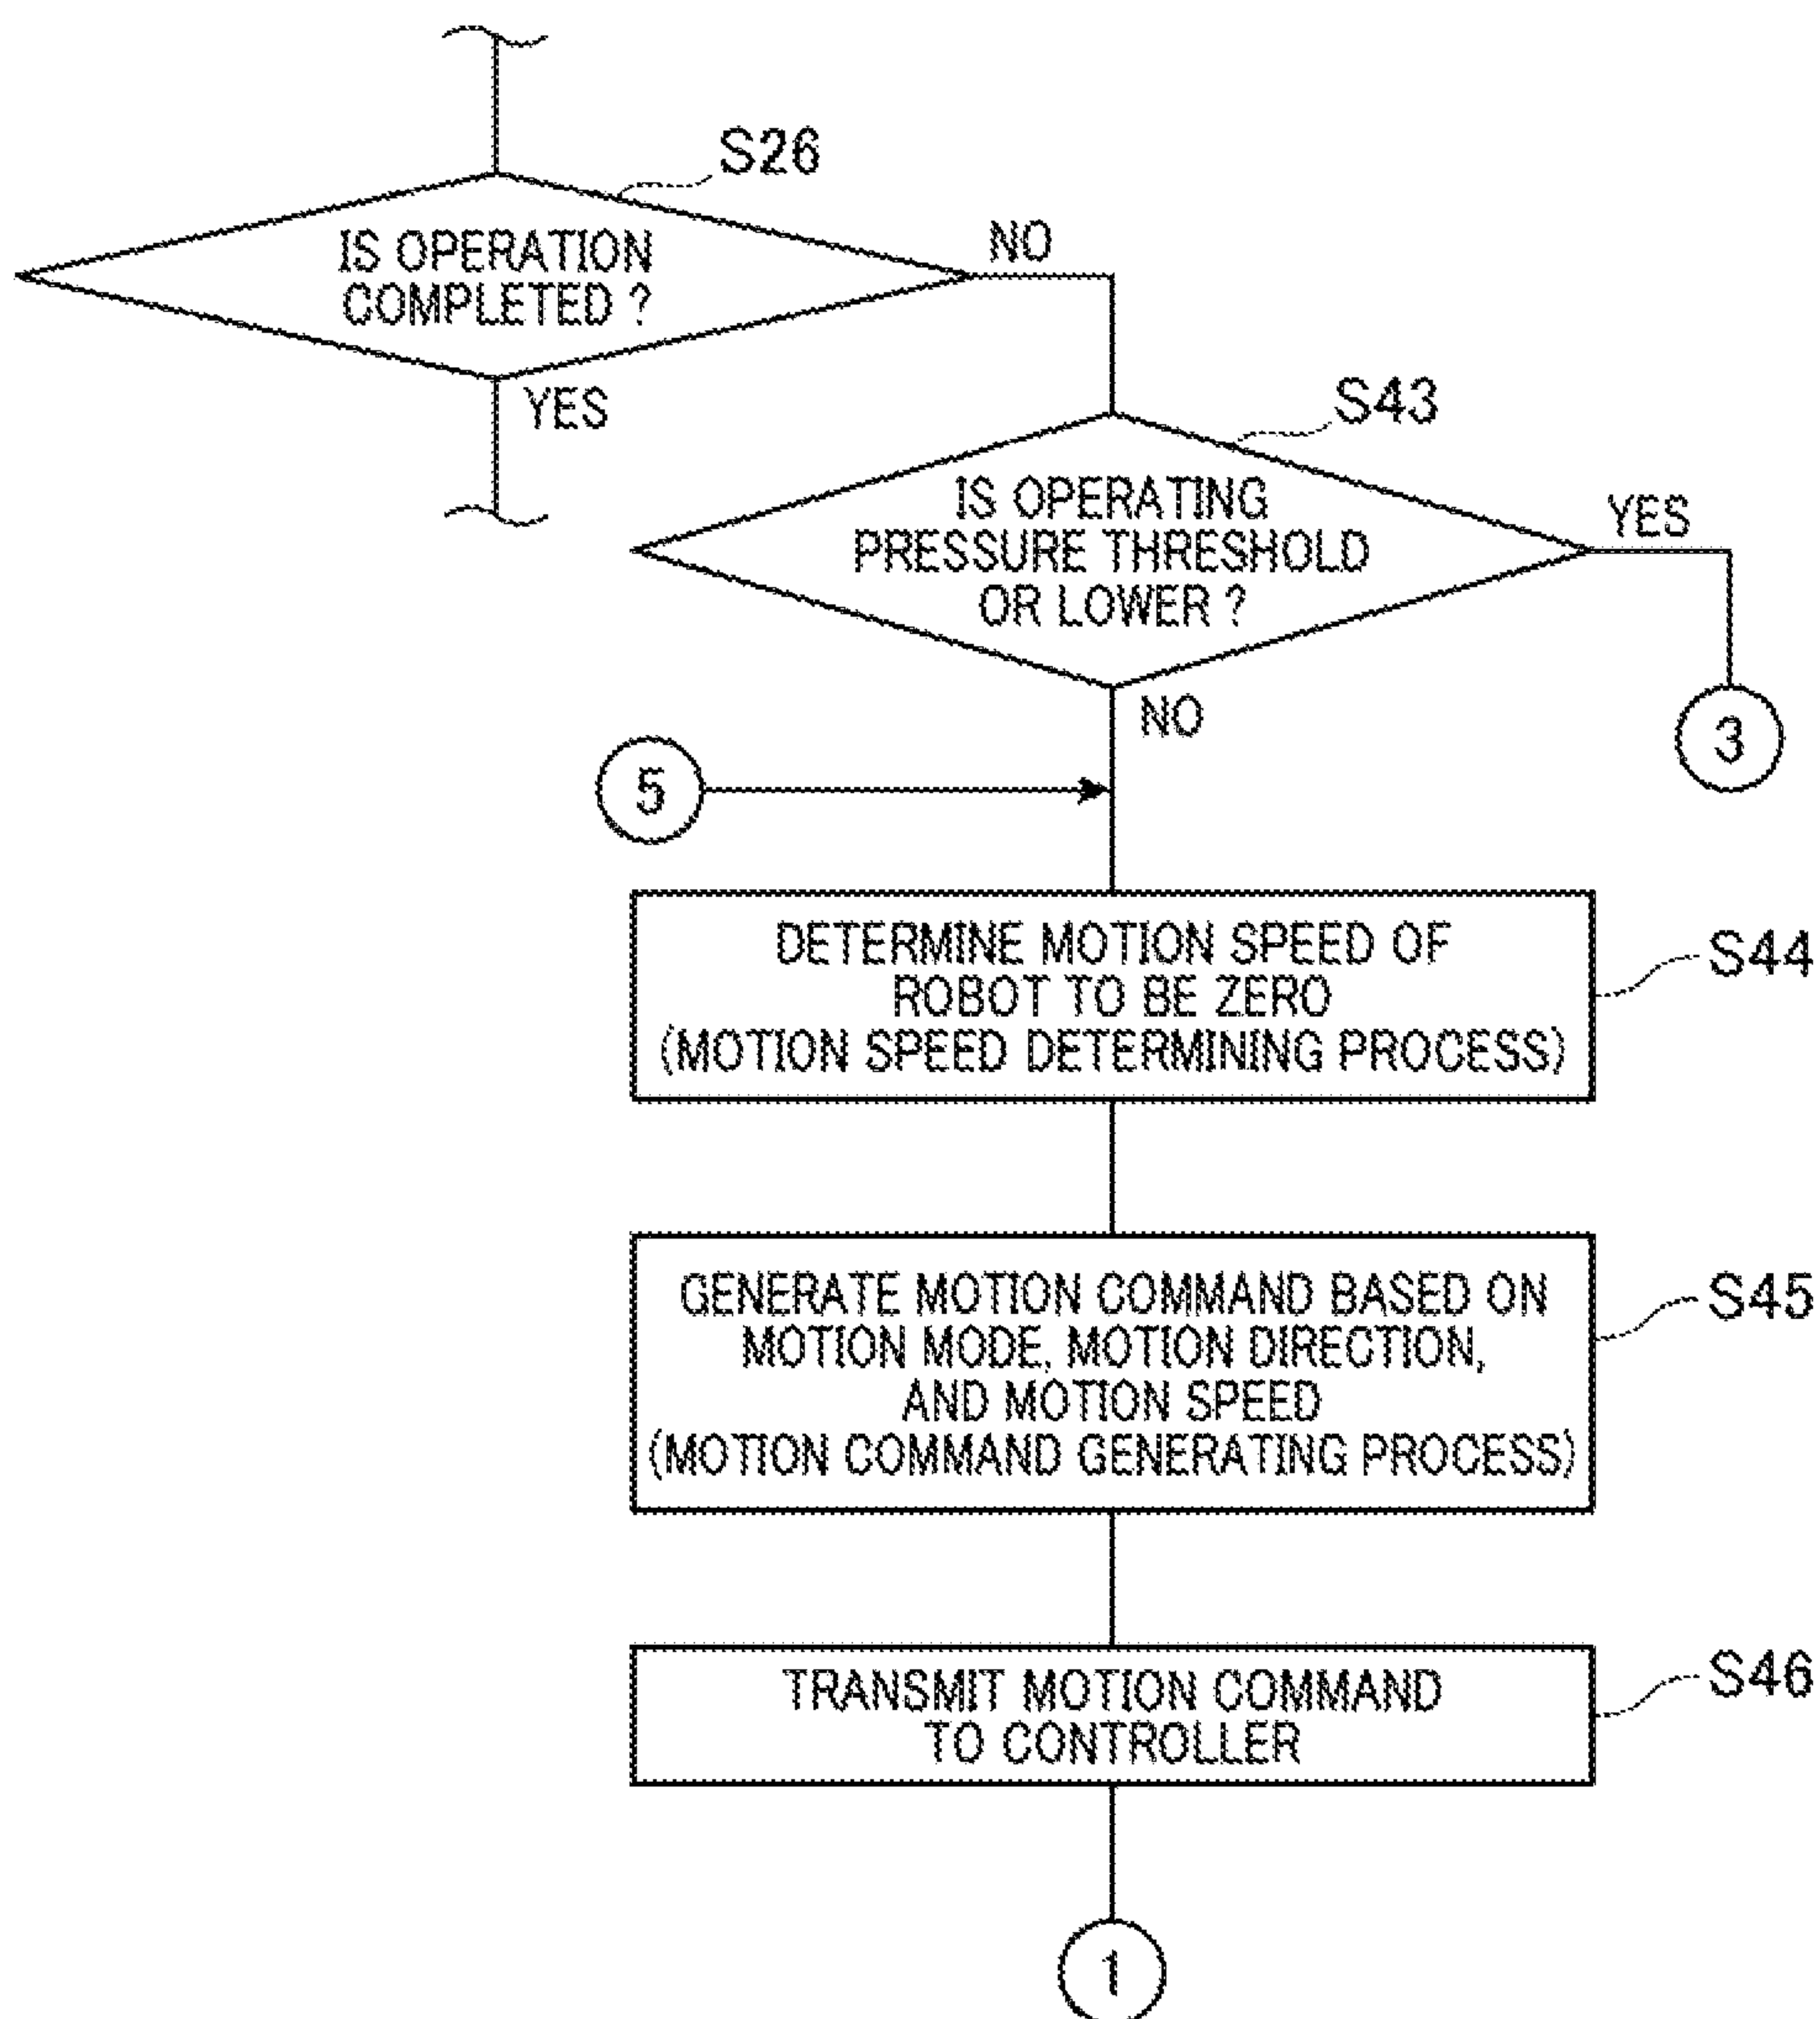 S26
IS OPERATION
COMPLETED ?
NO
YES
S43
IS OPERATING
PRESSURE THRESHOLD
OR LOWER ?
YES
NO
3
5
DETERMINE MOTION SPEED OF
ROBOT TO BE ZERO
(MOTION SPEED DETERMINING PROCESS)
S44
GENERATE MOTION COMMAND BASED ON
MOTION MODE, MOTION DIRECTION,
AND MOTION SPEED
(MOTION COMMAND GENERATING PROCESS)
S45
TRANSMIT MOTION COMMAND
TO CONTROLLER
S46
1